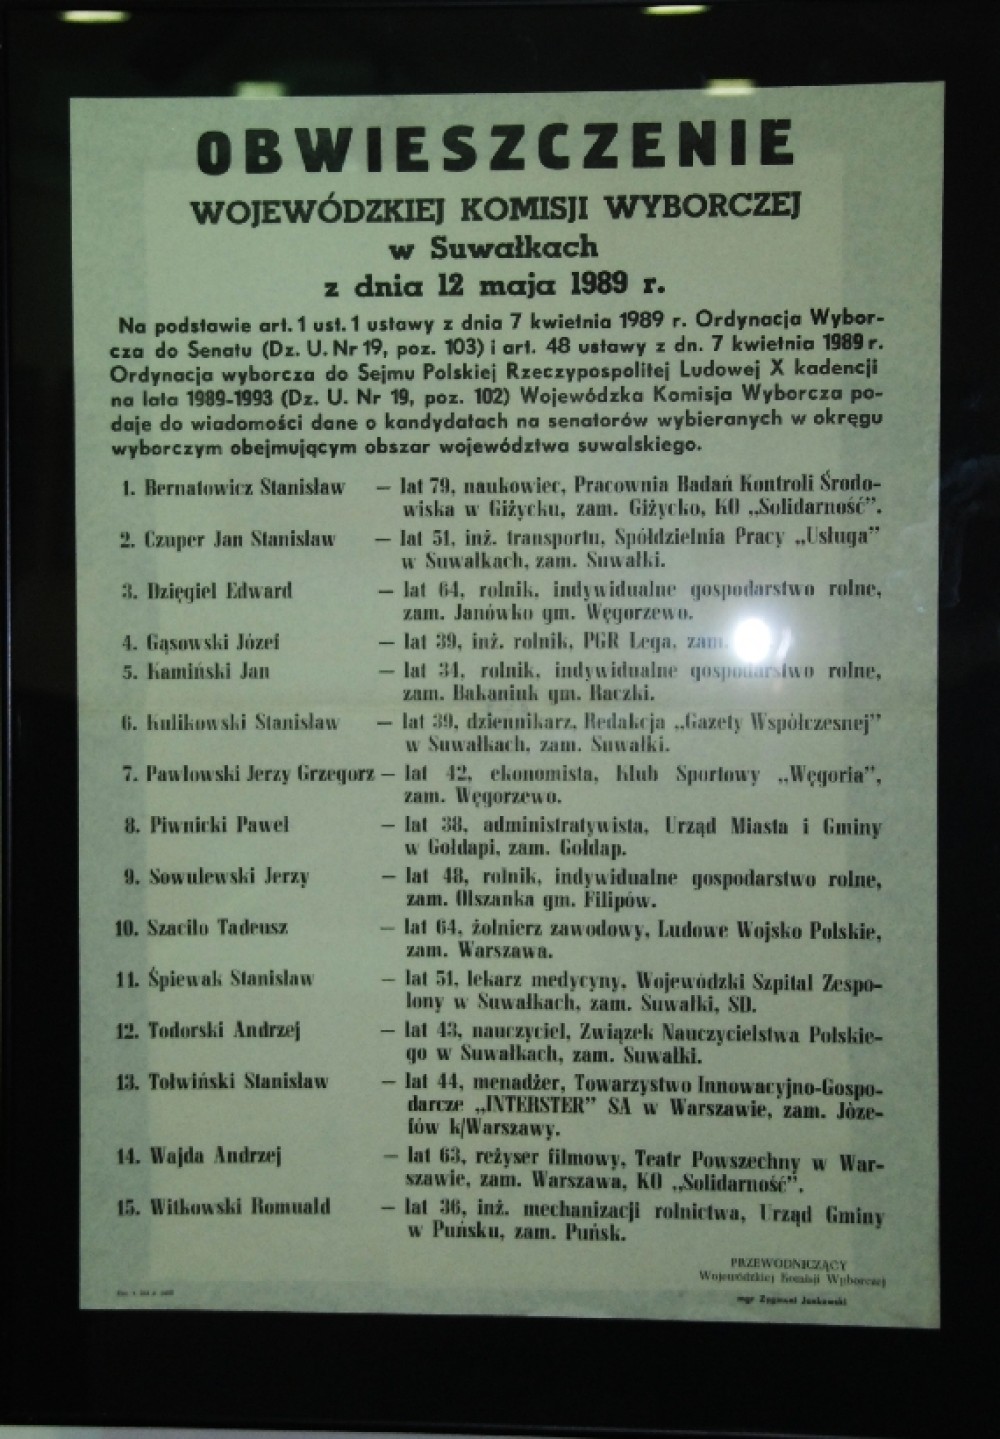 OBWIESZCZENIE
WOJEWÓDZKIEJ KOMISJI WYBORCZEJ
w Suwałkach
z dnia 12 maja 1989 r.
Na podstawie art. 1 ust. 1 ustawy z dnia 7 kwietnia 1989 r. Ordynacja Wybor-
cza do Senatu (Dz. U. Nr 19, poz. 103) i art. 48 ustawy z dn. 7 kwietnia 1989 r.
Ordynacja wyborcza do Sejmu Polskiej Rzeczypospolitej Ludowej X kadencji
na lata 1989-1993 (Dz. U. Nr 19, poz. 102) Wojewódzka Komisja Wyborcza po-
daje do wiadomości dane o kandydatach na senatorów wybieranych w okręgu
wyborczym obejmującym obszar województwa suwalskiego.
1. Bernatowicz Stanisław — lat 79, naukowiec, Pracownia Badań Kontroli Środo-
wiska w Giżycku, zam. Giżycko, KO „Solidarność".
2. Czuper Jan Stanisław — lat 51, inż. transportu, Spółdzielnia Pracy „Usługa"
w Suwałkach, zam. Suwałki.
3. Dzięgiel Edward — lat 64, rolnik, indywidualne gospodarstwo rolne,
zam. Janówko gm. Węgorzewo.
4. Gąsowski Józef — lat 39, inż. rolnik, PGR Lega, zam.
5. Kamiński Jan — lat 34, rolnik, indywidualne gospodarstwo rolne,
zam. Bakaniuk gm. Raczki.
6. Kulikowski Stanisław — lat 39, dziennikarz, Redakcja „Gazety Współczesnej"
w Suwałkach, zam. Suwałki.
7. Pawłowski Jerzy Grzegorz — lat 42, ekonomista, Klub Sportowy „Węgoria",
zam. Węgorzewo.
8. Piwnicki Paweł — lat 38, administratywista, Urząd Miasta i Gminy
w Gołdapi, zam. Gołdap.
9. Sowulewski Jerzy — lat 48, rolnik, indywidualne gospodarstwo rolne,
zam. Olszanka gm. Filipów.
10. Szaciło Tadeusz — lat 64, żołnierz zawodowy, Ludowe Wojsko Polskie,
zam. Warszawa.
11. Śpiewak Stanisław — lat 51, lekarz medycyny, Wojewódzki Szpital Zespo-
lony w Suwałkach, zam. Suwałki, SD.
12. Todorski Andrzej — lat 43, nauczyciel, Związek Nauczycielstwa Polskie-
go w Suwałkach, zam. Suwałki.
13. Tołwiński Stanisław — lat 44, menadżer, Towarzystwo Innowacyjno-Gospo-
darcze „INTERSTER" SA w Warszawie, zam. Józe-
fów k/Warszawy.
14. Wajda Andrzej — lat 63, reżyser filmowy, Teatr Powszechny w War-
szawie, zam. Warszawa, KO „Solidarność".
15. Witkowski Romuald — lat 36, inż. mechanizacji rolnictwa, Urząd Gminy
w Puńsku, zam. Puńsk.
PRZEWODNICZĄCY
Wojewódzkiej Komisji Wyborczej
mgr Zygmunt Jankowski